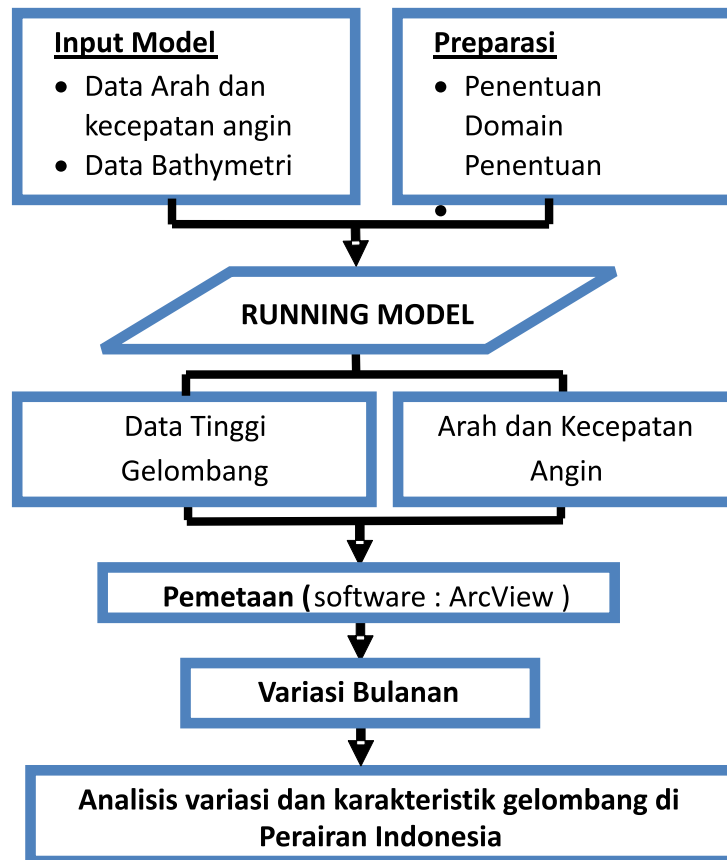 Input Model
• Data Arah dan
kecepatan angin
• Data Bathymetri
Preparasi
• Penentuan
Domain
Penentuan
•
RUNNING MODEL
Data Tinggi
Gelombang
Arah dan Kecepatan
Angin
Pemetaan (software : ArcView )
Variasi Bulanan
Analisis variasi dan karakteristik gelombang di
Perairan Indonesia